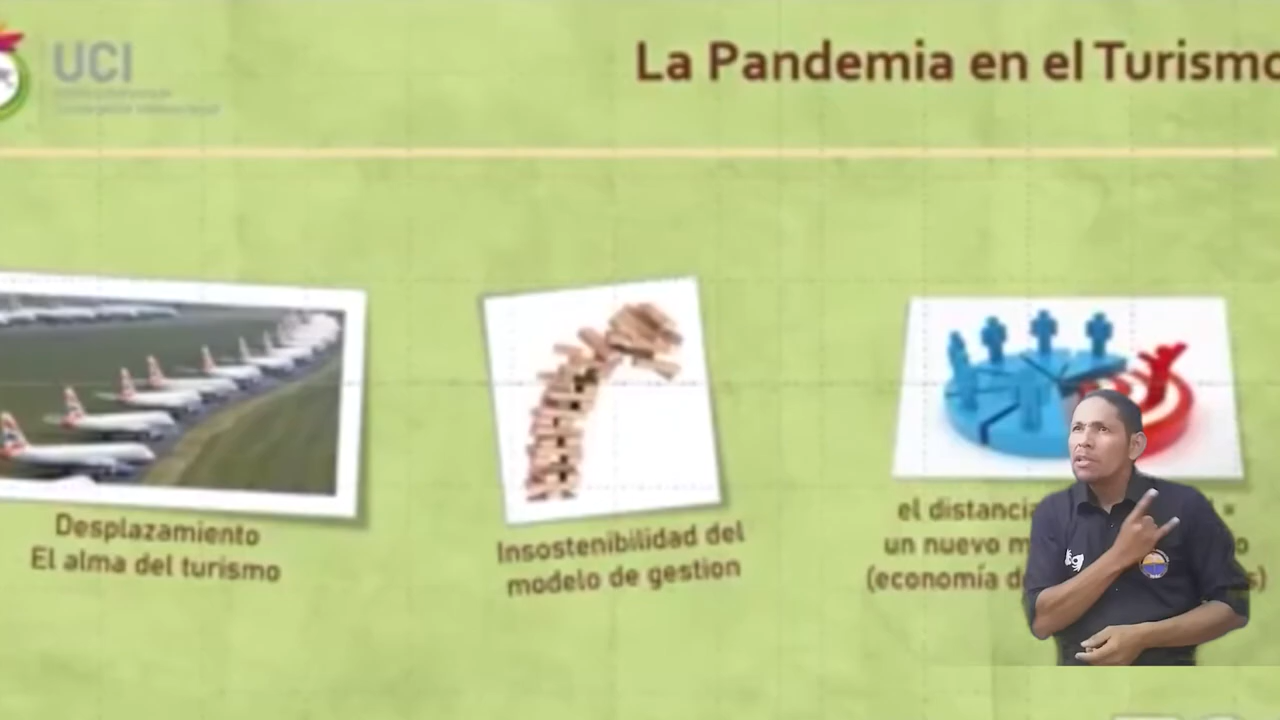 UCI
La Pandemia en el Turismo
Desplazamiento
El alma del turismo
Insostenibilidad del
modelo de gestion
el
un nuevo
(economía